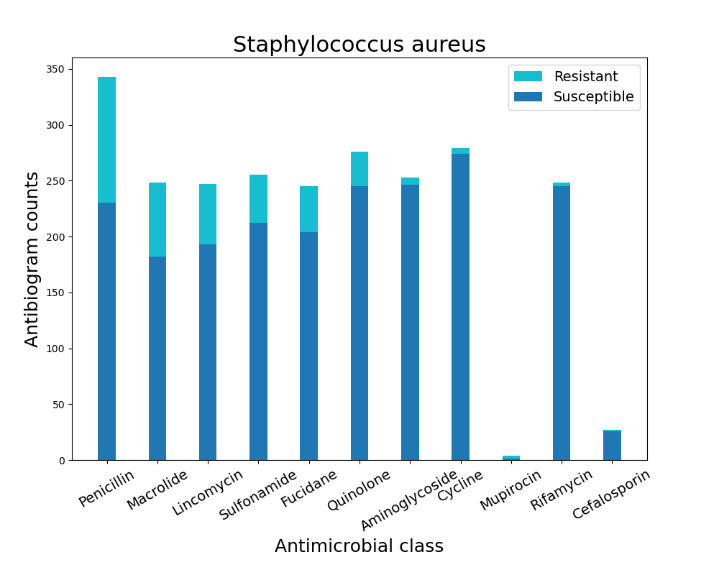 Staphylococcus aureus
Resistant
Susceptible
350
300
250
200
150
100
50
0
Antibiogram counts
Penicillin
Macrolide
Lincomycin
Sulfonamide
Fucidane
Quinolone
Aminoglycoside
Cycline
Mupirocin
Rifamycin
Cefalosporin
Antimicrobial class